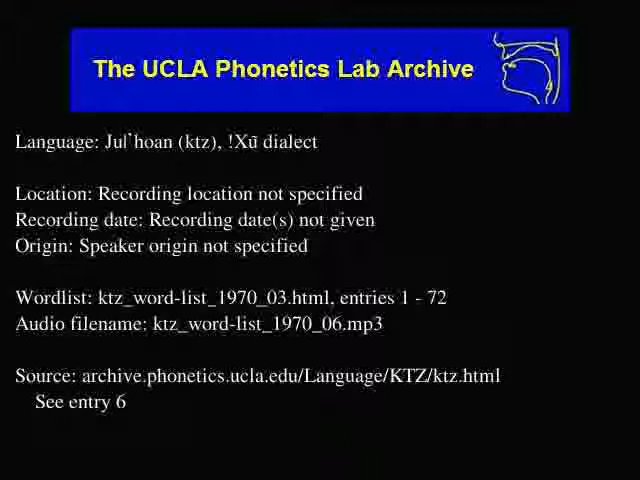 The UCLA Phonetics Lab Archive
Language: Ju|`hoan (ktz), !Xũ dialect
Location: Recording location not specified
Recording date: Recording date(s) not given
Origin: Speaker origin not specified
Wordlist: ktz_word-list_1970_03.html, entries 1 - 72
Audio filename: ktz_word-list_1970_06.mp3
Source: archive.phonetics.ucla.edu/Language/KTZ/ktz.html
See entry 6